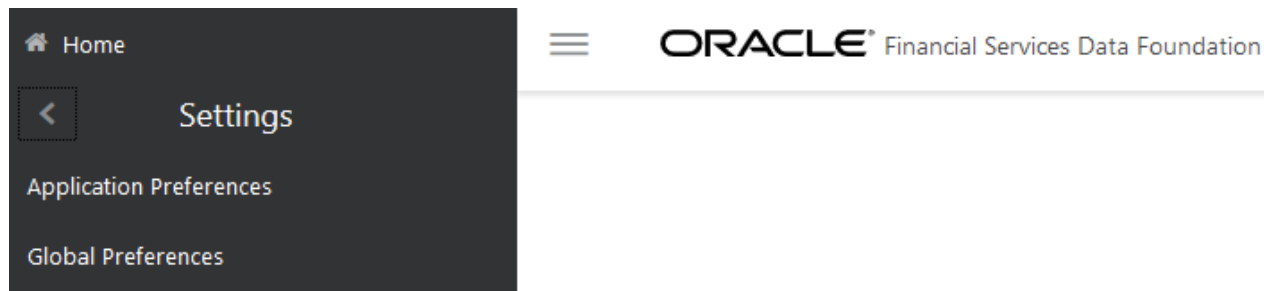 Home
Settings
Application Preferences
Global Preferences
ORACLE® Financial Services Data Foundation